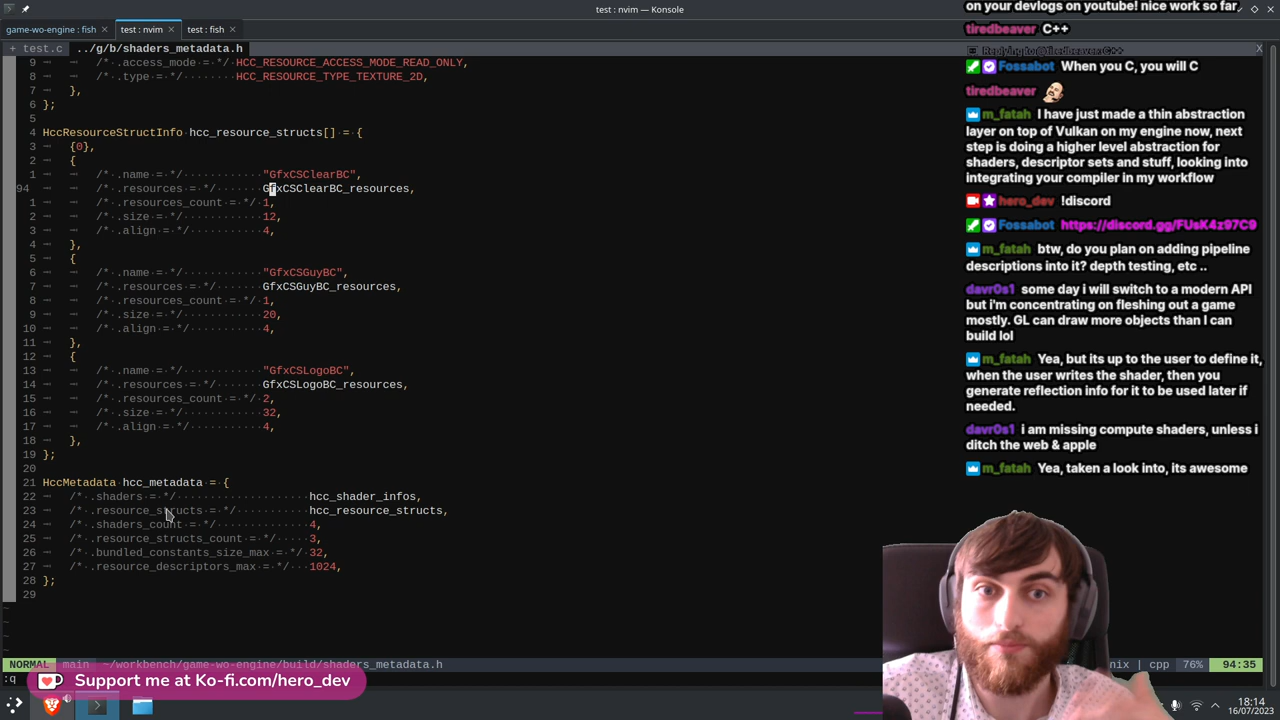 test : nvim — Konsole
game-wo-engine : fish
test : nvim
test : fish
+ test.c ../g/b/shaders_metadata.h X
9 /* .access_mode = */ HCC_RESOURCE_ACCESS_MODE_READ_ONLY,
8 /* .type = */ HCC_RESOURCE_TYPE_TEXTURE_2D,
7 },
6 };
5
4 HccResourceStructInfo hcc_resource_structs[] = {
3 {0},
2 {
1 /* .name = */ "GfxCSClearBC",
94 /* .resources = */ GfxCSClearBC_resources,
1 /* .resources_count = */ 1,
2 /* .size = */ 12,
3 /* .align = */ 4,
4 },
5 {
6 /* .name = */ "GfxCSGuyBC",
7 /* .resources = */ GfxCSGuyBC_resources,
8 /* .resources_count = */ 1,
9 /* .size = */ 20,
10 /* .align = */ 4,
11 },
12 {
13 /* .name = */ "GfxCSLogoBC",
14 /* .resources = */ GfxCSLogoBC_resources,
15 /* .resources_count = */ 2,
16 /* .size = */ 32,
17 /* .align = */ 4,
18 },
19 };
20
21 HccMetadata hcc_metadata = {
22 /* .shaders = */ hcc_shader_infos,
23 /* .resource_structs = */ hcc_resource_structs,
24 /* .shaders_count = */ 4,
25 /* .resource_structs_count = */ 3,
26 /* .bundled_constants_size_max = */ 32,
27 /* .resource_descriptors_max = */ 1024,
28 };
29
~
~
~
NORMAL main ~/workbench/game-wo-engine/build/shaders_metadata.h nix | cpp 76% 94:35
:q
Support me at Ko-fi.com/hero_dev
on your devlogs on youtube! nice work so far
tiredbeaver C++
Replying to @tiredbeaver: C++
Fossabot When you C, you will C
tiredbeaver
m_fatah I have just made a thin abstraction
layer on top of Vulkan on my engine now, next
step is doing a higher level abstraction for
shaders, descriptor sets and stuff, looking into
integrating your compiler in my workflow
hero_dev !discord
Fossabot https://discord.gg/FUsK4z97C9
m_fatah btw, do you plan on adding pipeline
descriptions into it? depth testing, etc ..
davr0s1 some day i will switch to a modern API
but i'm concentrating on fleshing out a game
mostly. GL can draw more objects than I can
build lol
m_fatah Yea, but its up to the user to define it,
when the user writes the shader, then you
generate reflection info for it to be used later if
needed.
davr0s1 i am missing compute shaders, unless i
ditch the web & apple
m_fatah Yea, taken a look into, its awesome
18:14
16/07/2023